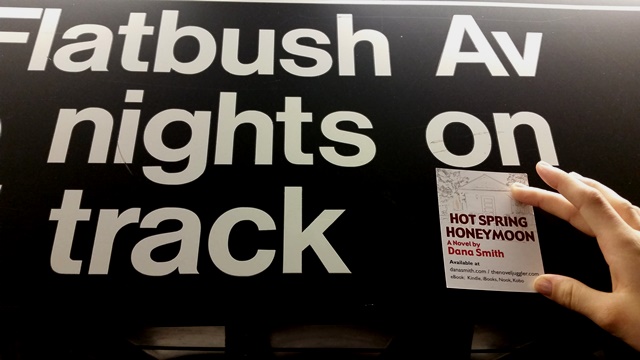 Flatbush Av
nights on
track
HOT SPRING
HONEYMOON
A Novel by
Dana Smith
Available at
danasmith.com / thenoveljuggler.com
eBook: Kindle, iBooks, Nook, Kobo